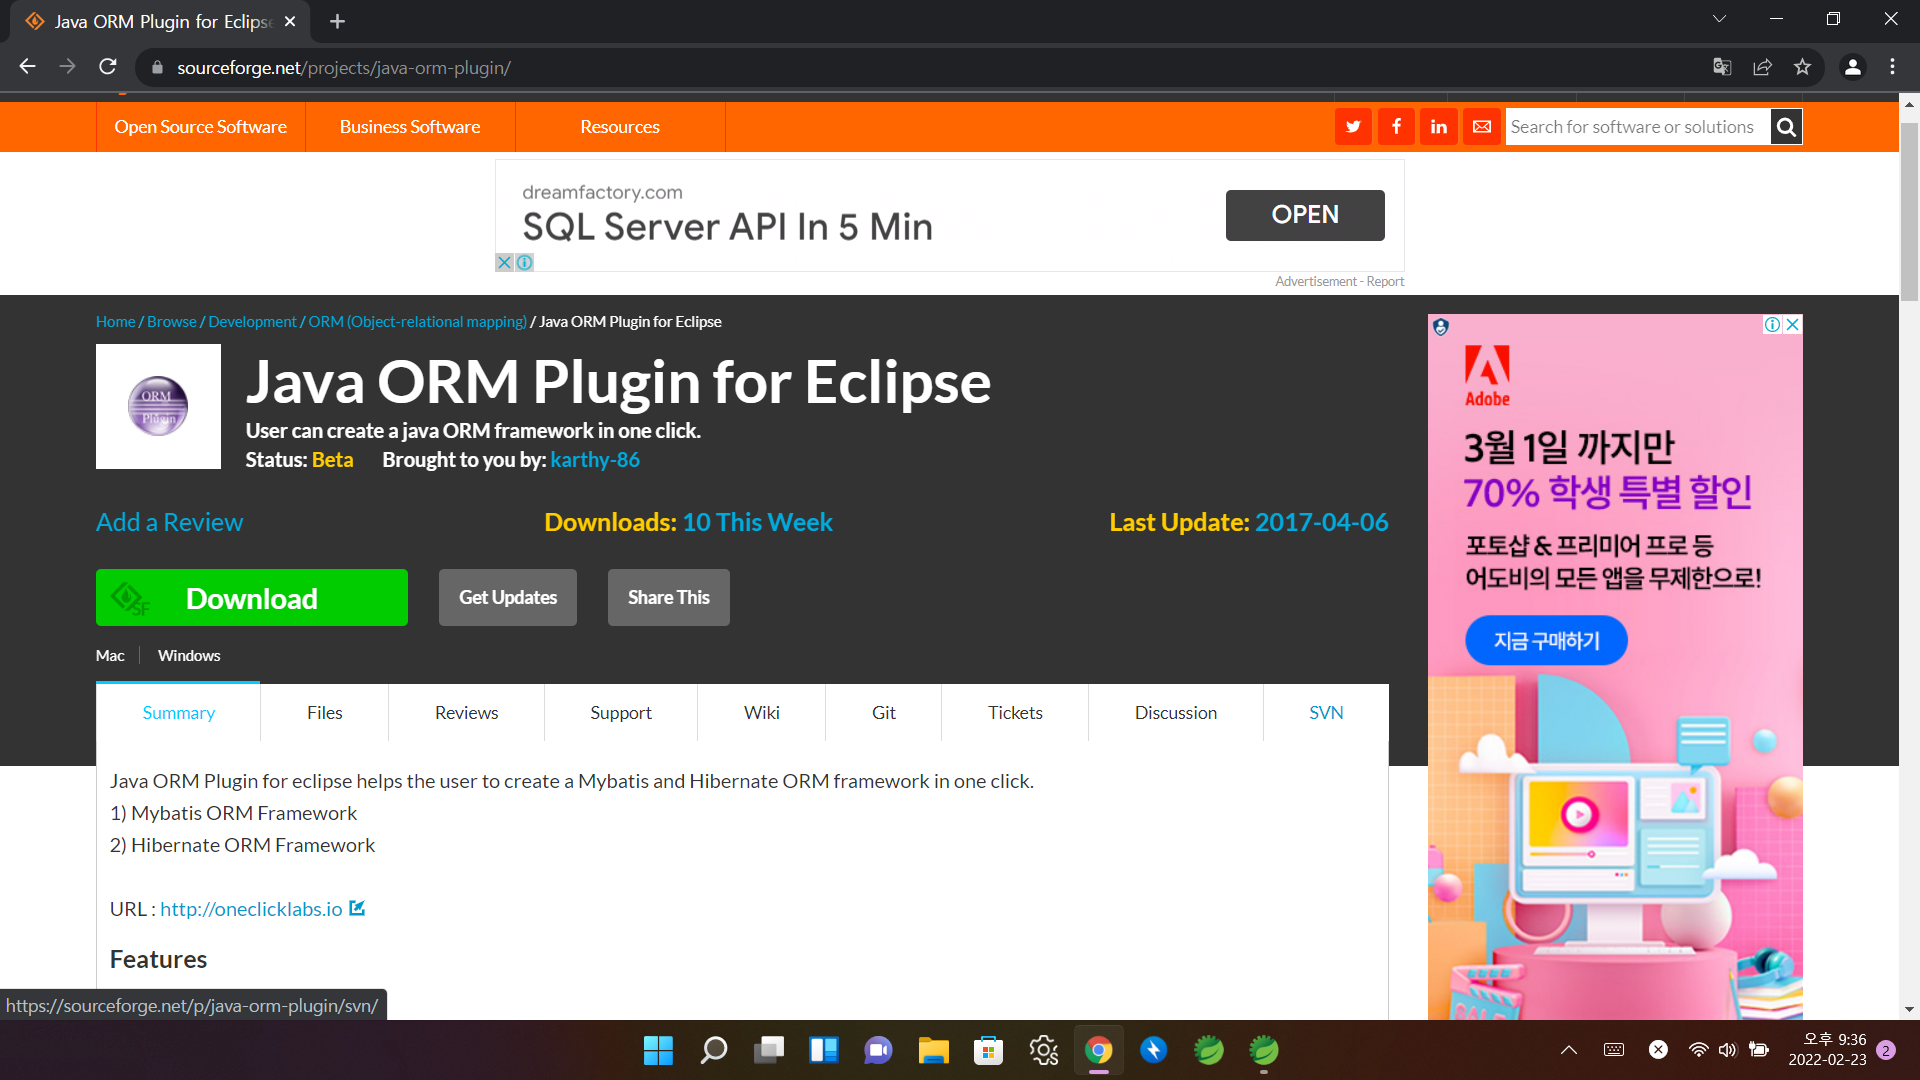 Java ORM Plugin for Eclipse
sourceforge.net/projects/java-orm-plugin/
Open Source Software
Business Software
Resources
Search for software or solutions
dreamfactory.com
SQL Server API In 5 Min
OPEN
Advertisement - Report
Home / Browse / Development / ORM (Object-relational mapping) / Java ORM Plugin for Eclipse
ORM
Plugin
Java ORM Plugin for Eclipse
User can create a java ORM framework in one click.
Status: Beta
Brought to you by: karthy-86
Add a Review
Downloads: 10 This Week
Last Update: 2017-04-06
SF
Download
Get Updates
Share This
Mac
Windows
Summary
Files
Reviews
Support
Wiki
Git
Tickets
Discussion
SVN
Java ORM Plugin for eclipse helps the user to create a Mybatis and Hibernate ORM framework in one click.
1) Mybatis ORM Framework
2) Hibernate ORM Framework
URL : http://oneclicklabs.io
Features
https://sourceforge.net/p/java-orm-plugin/svn/
Adobe
3월 1일 까지만
70% 학생 특별 할인
포토샵 & 프리미어 프로 등
어도비의 모든 앱을 무제한으로!
지금 구매하기
SALE
오후 9:36
2022-02-23
2